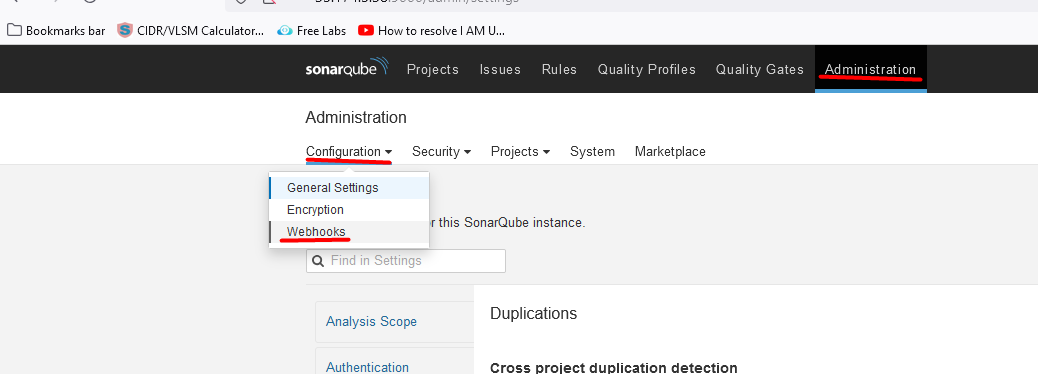 Bookmarks bar CIDR/VLSM Calculator... Free Labs How to resolve I AM U...
sonarqube Projects Issues Rules Quality Profiles Quality Gates Administration
Administration
Configuration Security Projects System Marketplace
General Settings
Encryption
r this SonarQube instance.
Webhooks
Find in Settings
Duplications
Analysis Scope
Cross project duplication detection
Authentication